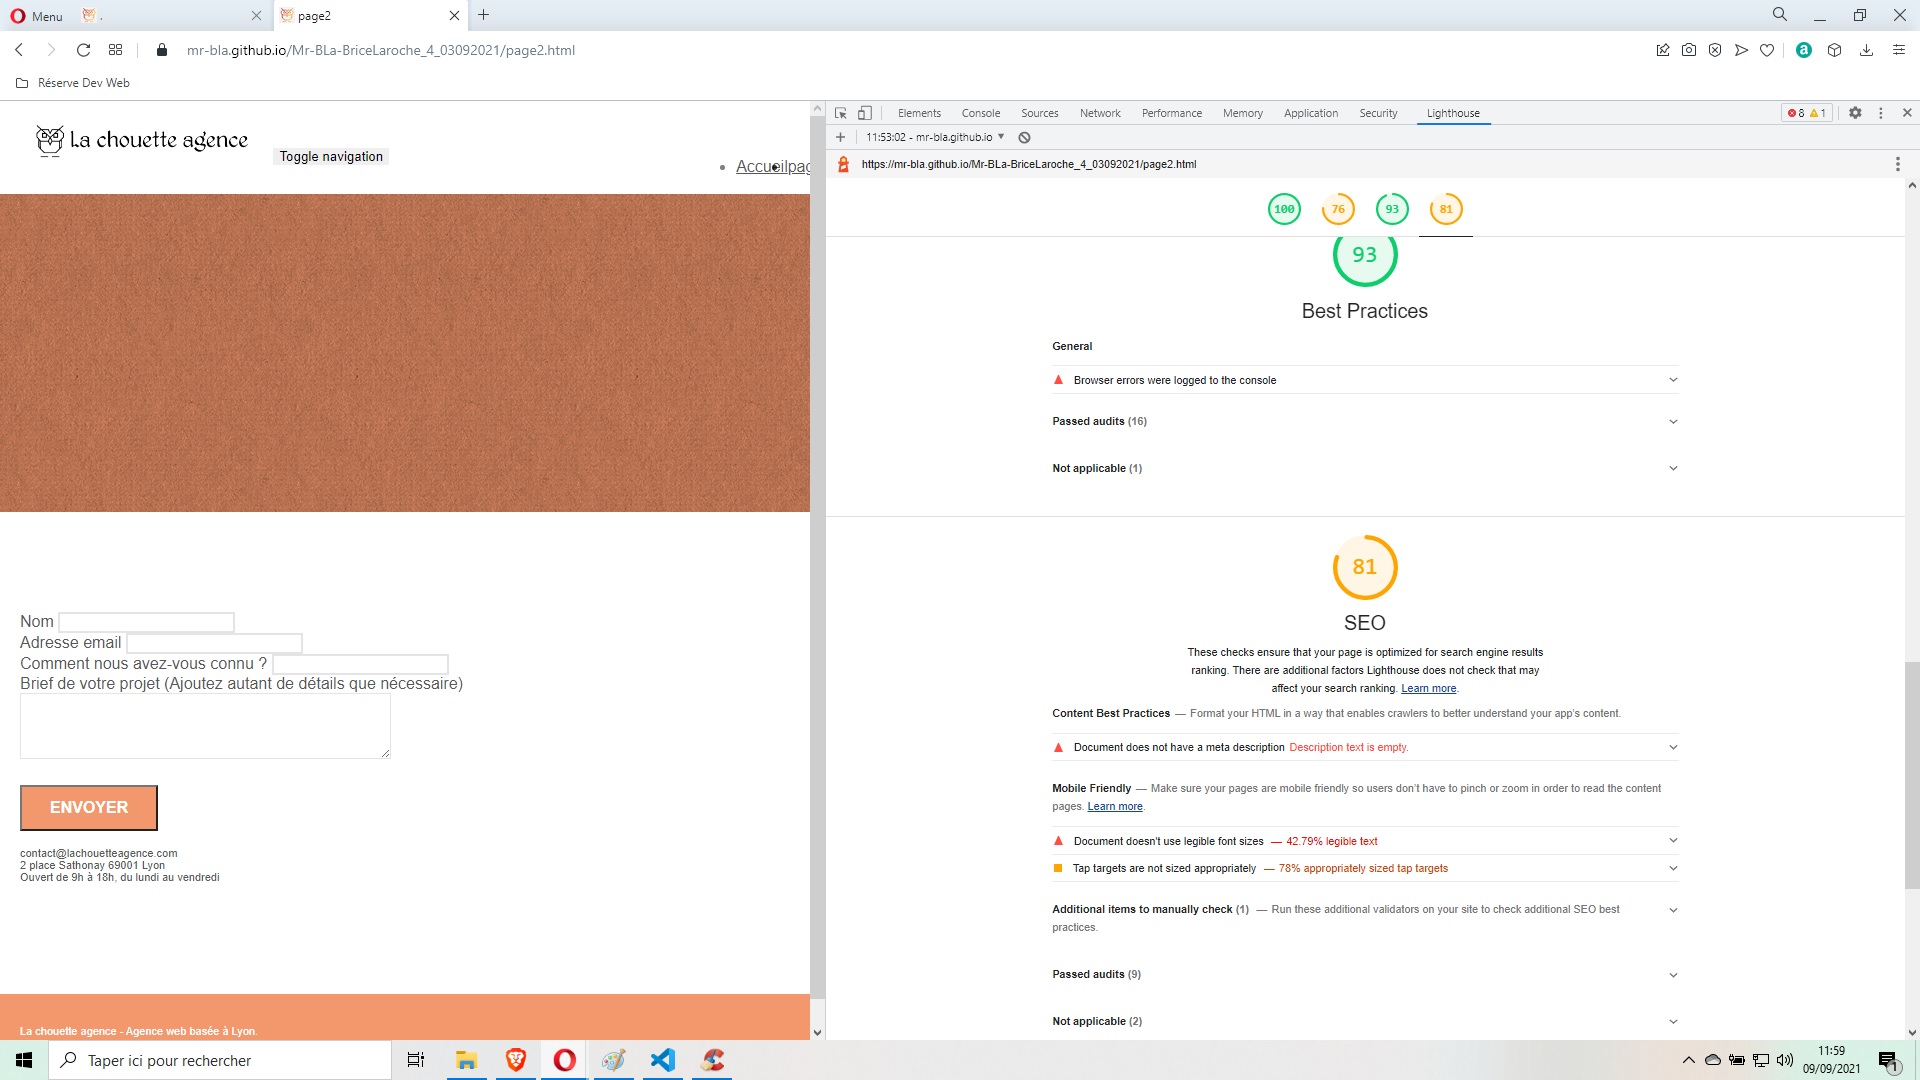 Menu
.
page2
mr-bla.github.io/Mr-BLa-BriceLaroche_4_03092021/page2.html
Réserve Dev Web
La chouette agence
Toggle navigation
Accueil
Elements Console Sources Network Performance Memory Application Security Lighthouse
8 1
11:53:02 - mr-bla.github.io
https://mr-bla.github.io/Mr-BLa-BriceLaroche_4_03092021/page2.html
100 76 93 81
93
Best Practices
General
Browser errors were logged to the console
Passed audits (16)
Not applicable (1)
81
SEO
These checks ensure that your page is optimized for search engine results
ranking. There are additional factors Lighthouse does not check that may
affect your search ranking. Learn more.
Content Best Practices — Format your HTML in a way that enables crawlers to better understand your app's content.
Document does not have a meta description Description text is empty.
Mobile Friendly — Make sure your pages are mobile friendly so users don't have to pinch or zoom in order to read the content
pages. Learn more.
Document doesn't use legible font sizes — 42.79% legible text
Tap targets are not sized appropriately — 78% appropriately sized tap targets
Additional items to manually check (1) — Run these additional validators on your site to check additional SEO best
practices.
Passed audits (9)
Not applicable (2)
Nom
Adresse email
Comment nous avez-vous connu ?
Brief de votre projet (Ajoutez autant de détails que nécessaire)
ENVOYER
contact@lachouetteagence.com
2 place Sathonay 69001 Lyon
Ouvert de 9h à 18h, du lundi au vendredi
La chouette agence - Agence web basée à Lyon.
Taper ici pour rechercher
11:59
09/09/2021
1